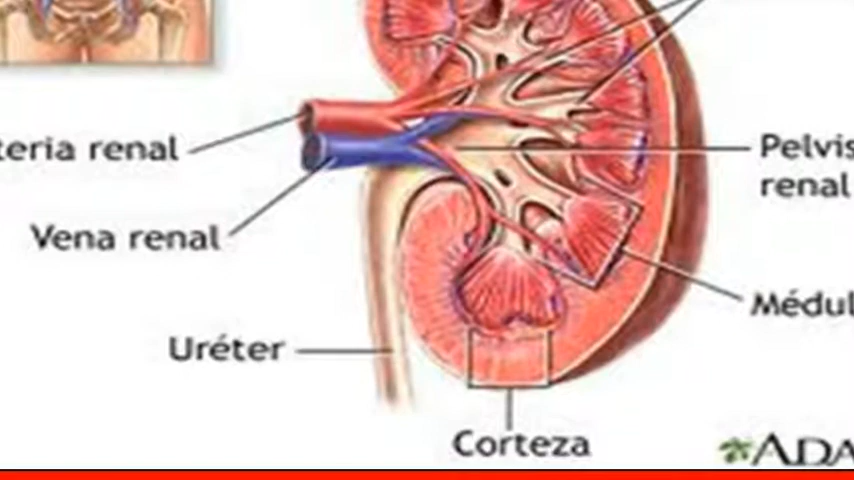 teria renal
Pelvis
renal
Vena renal
Médul
Uréter
Corteza
ADA